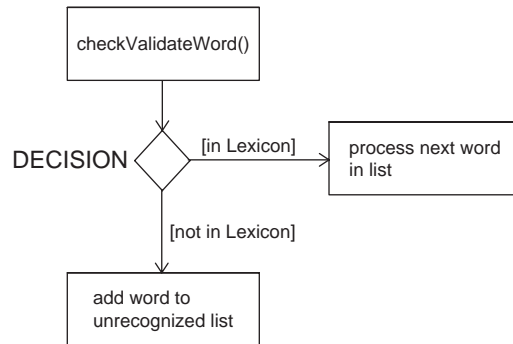 checkValidateWord()
DECISION
[in Lexicon]
process next word
in list
[not in Lexicon]
add word to
unrecognized list